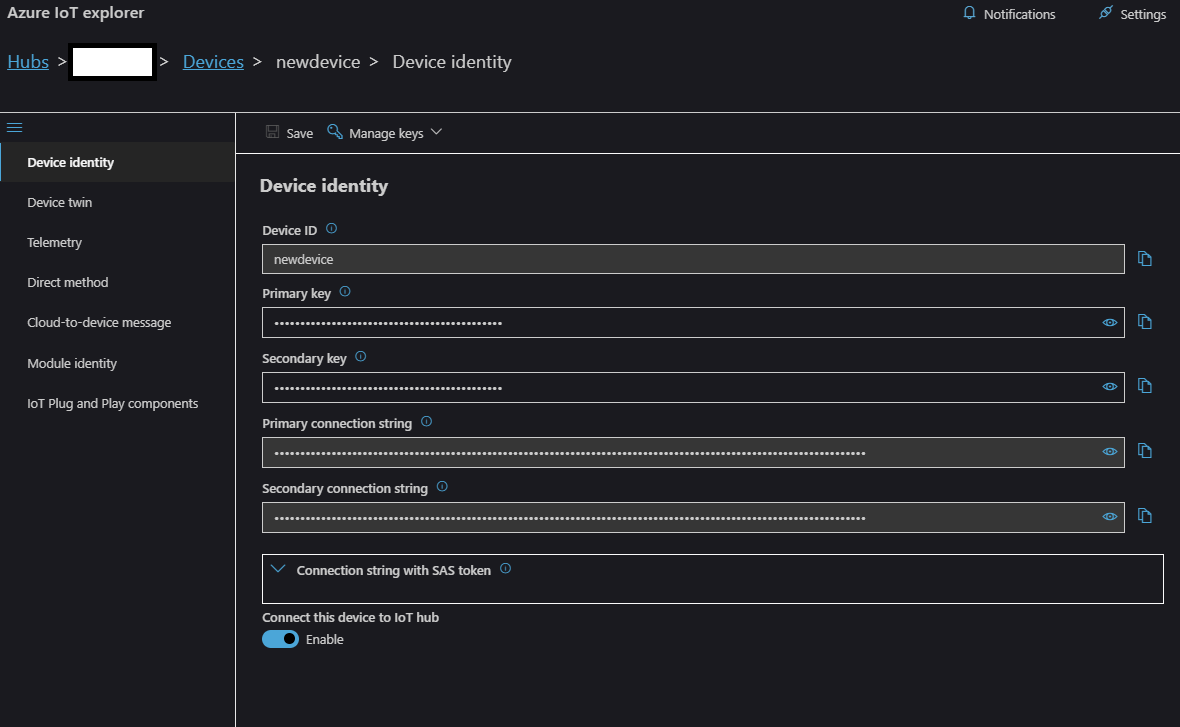 Azure IoT explorer
Notifications
Settings
Hubs > > Devices > newdevice > Device identity
Save
Manage keys
Device identity
Device twin
Telemetry
Direct method
Cloud-to-device message
Module identity
IoT Plug and Play components
Device identity
Device ID
newdevice
Primary key
••••••••••••••••••••••••••••••••••••••••••••
Secondary key
••••••••••••••••••••••••••••••••••••••••••••
Primary connection string
Secondary connection string
Connection string with SAS token
Connect this device to IoT hub
Enable